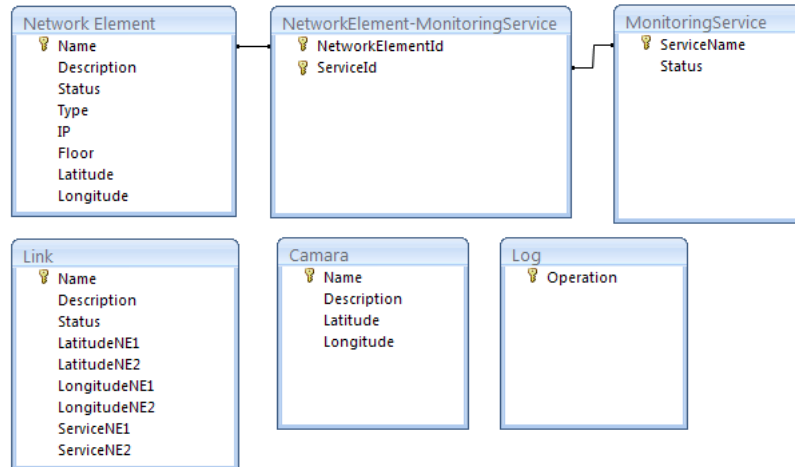 Network Element
Name
Description
Status
Type
IP
Floor
Latitude
Longitude
NetworkElement-MonitoringService
NetworkElementId
ServiceId
MonitoringService
ServiceName
Status
Link
Name
Description
Status
LatitudeNE1
LatitudeNE2
LongitudeNE1
LongitudeNE2
ServiceNE1
ServiceNE2
Camara
Name
Description
Latitude
Longitude
Log
Operation